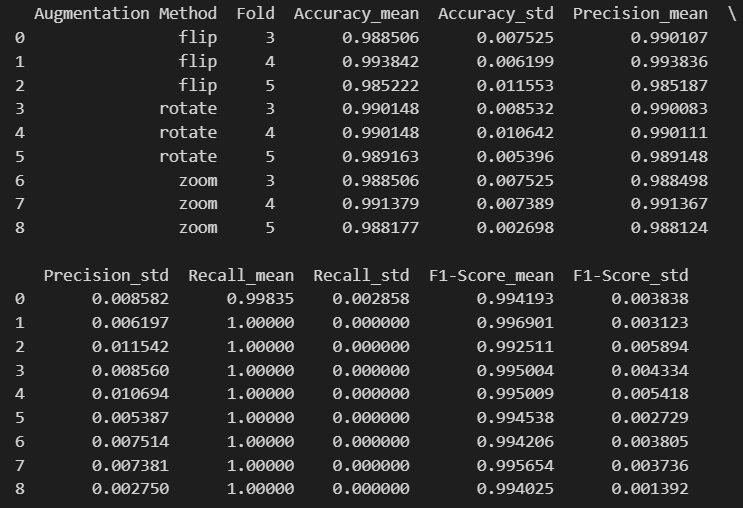 Augmentation Method  Fold  Accuracy_mean  Accuracy_std  Precision_mean  \
0                flip     3       0.988506      0.007525        0.990107
1                flip     4       0.993842      0.006199        0.993836
2                flip     5       0.985222      0.011553        0.985187
3              rotate     3       0.990148      0.008532        0.990083
4              rotate     4       0.990148      0.010642        0.990111
5              rotate     5       0.989163      0.005396        0.989148
6                zoom     3       0.988506      0.007525        0.988498
7                zoom     4       0.991379      0.007389        0.991367
8                zoom     5       0.988177      0.002698        0.988124
Precision_std  Recall_mean  Recall_std  F1-Score_mean  F1-Score_std
0       0.008582      0.99835    0.002858       0.994193      0.003838
1       0.006197      1.00000    0.000000       0.996901      0.003123
2       0.011542      1.00000    0.000000       0.992511      0.005894
3       0.008560      1.00000    0.000000       0.995004      0.004334
4       0.010694      1.00000    0.000000       0.995009      0.005418
5       0.005387      1.00000    0.000000       0.994538      0.002729
6       0.007514      1.00000    0.000000       0.994206      0.003805
7       0.007381      1.00000    0.000000       0.995654      0.003736
8       0.002750      1.00000    0.000000       0.994025      0.001392